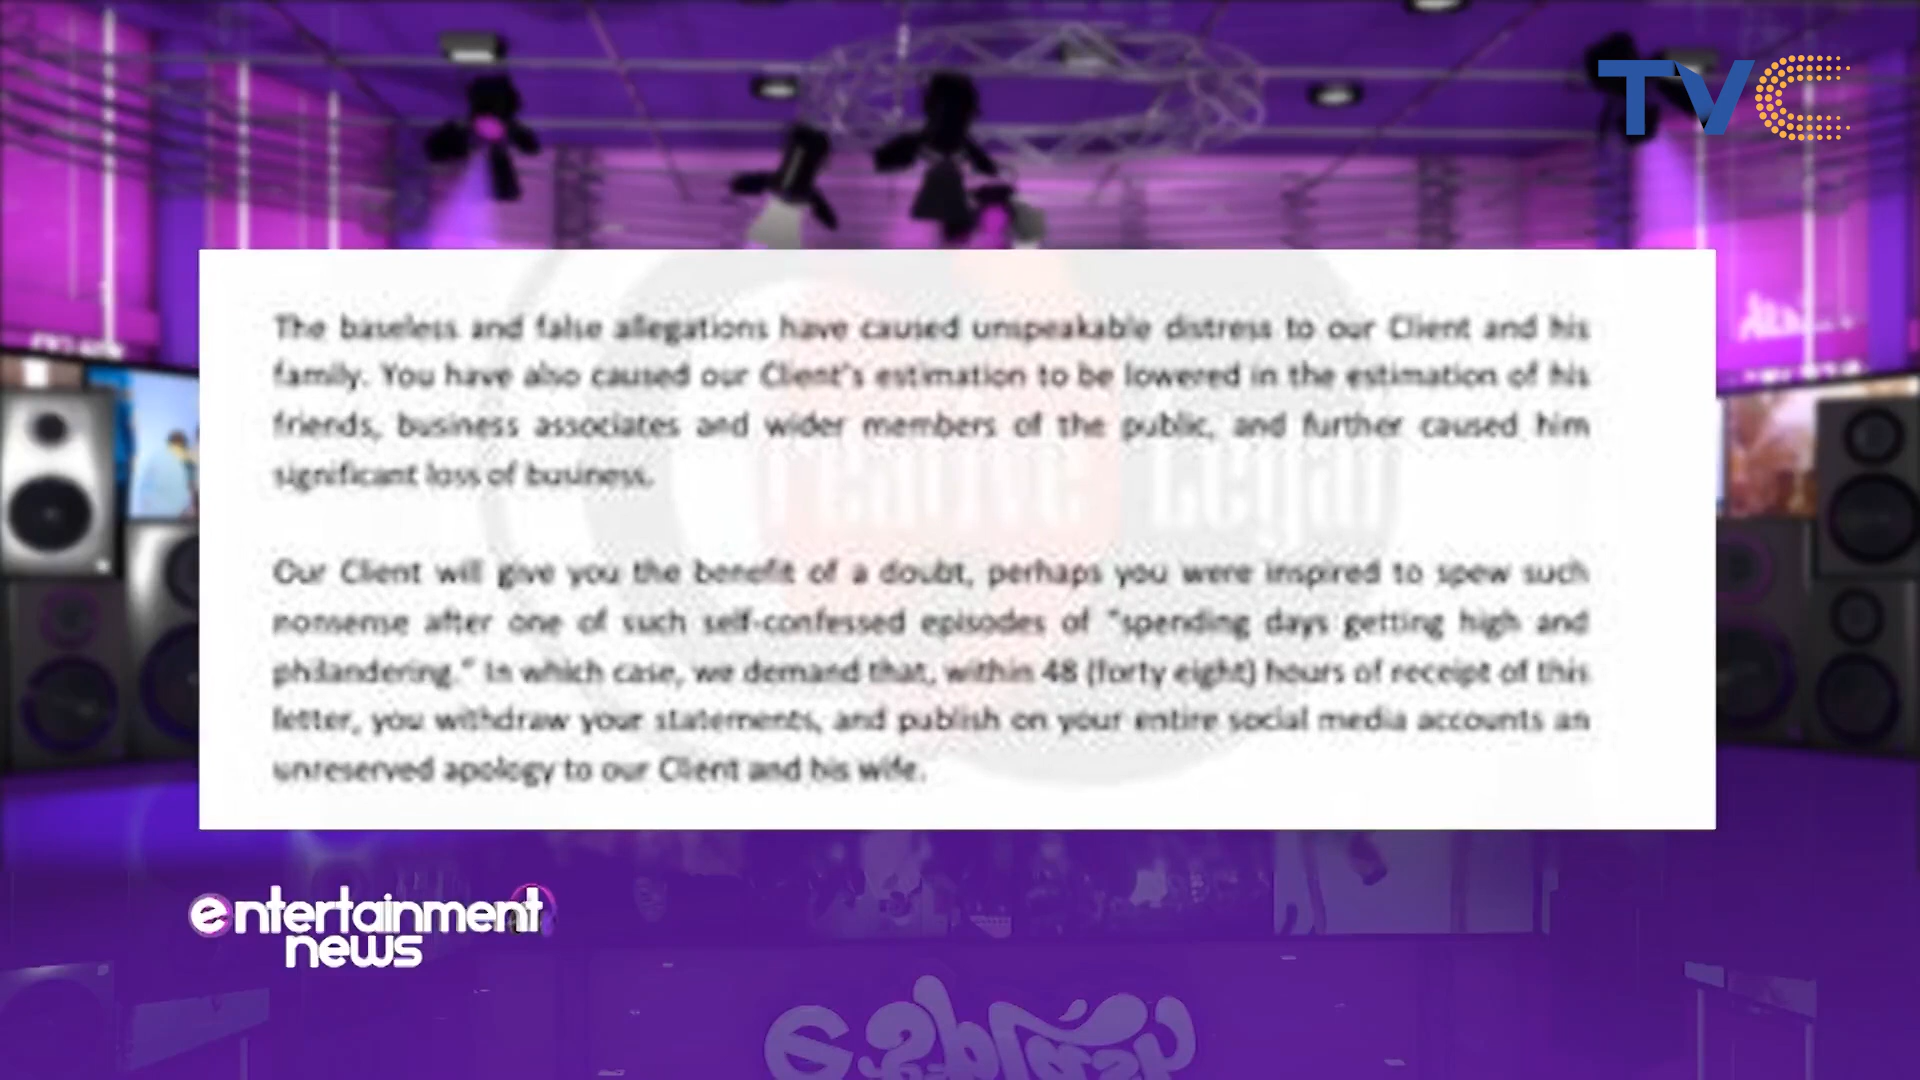 TVC
The baseless and false allegations have caused unspeakable distress to our Client and his
family. You have also caused our Client's estimation to be lowered in the estimation of his
friends, business associates and wider members of the public, and further caused him
significant loss of business.
Our Client will give you the benefit of a doubt, perhaps you were inspired to spew such
nonsense after one of such self-confessed episodes of "spending days getting high and
philandering." In which case, we demand that, within 48 (forty eight) hours of receipt of this
letter, you withdraw your statements, and publish on your entire social media accounts an
unreserved apology to our Client and his wife.
Creative Legal
entertainment
news
e.splash